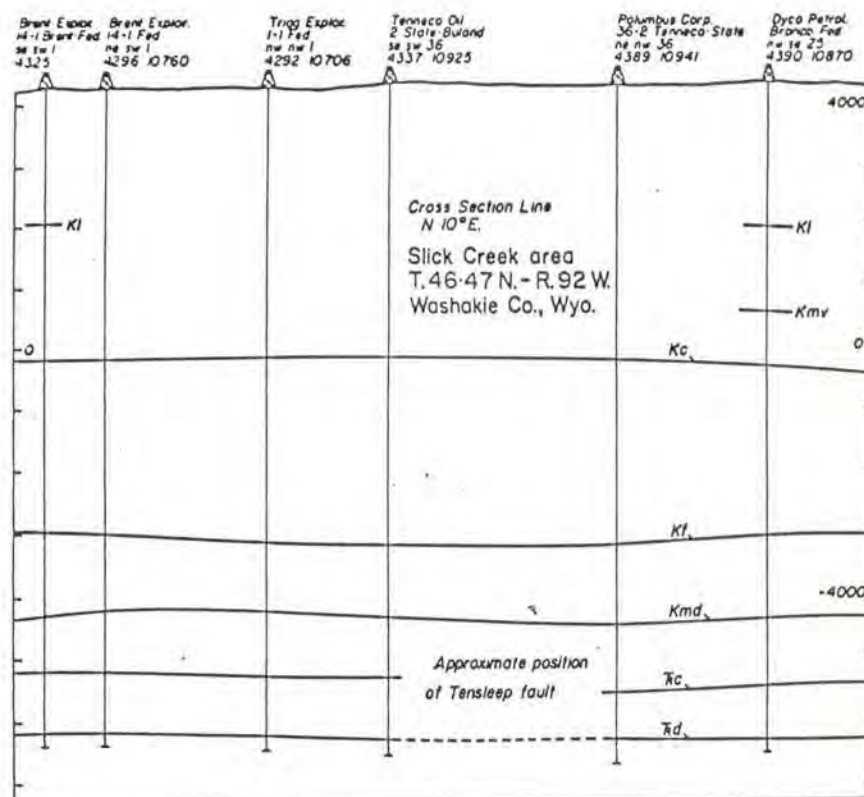 Brent Explor.
14-1 Brent Fed
se sw 1
4325
Brent Explor.
14-1 Fed
ne sw 1
4296 10760
Trigg Explor.
1-1 Fed
nw nw 1
4292 10706
Tenneco Oil
2 State-Buland
se sw 36
4337 10925
Palumbus Corp.
36-2 Tenneco-State
ne nw 36
4389 10941
Dyco Petrol.
Bronco Fed
nw se 25
4390 10870
4000
Kl
Cross Section Line
N 10°E.
Slick Creek area
T. 46-47 N. - R. 92 W.
Washakie Co., Wyo.
Kl
Kmv
0
Kc
0
Kf
-4000
Kmd
Approximate position
of Tensleep fault
Ŧc
Ŧd